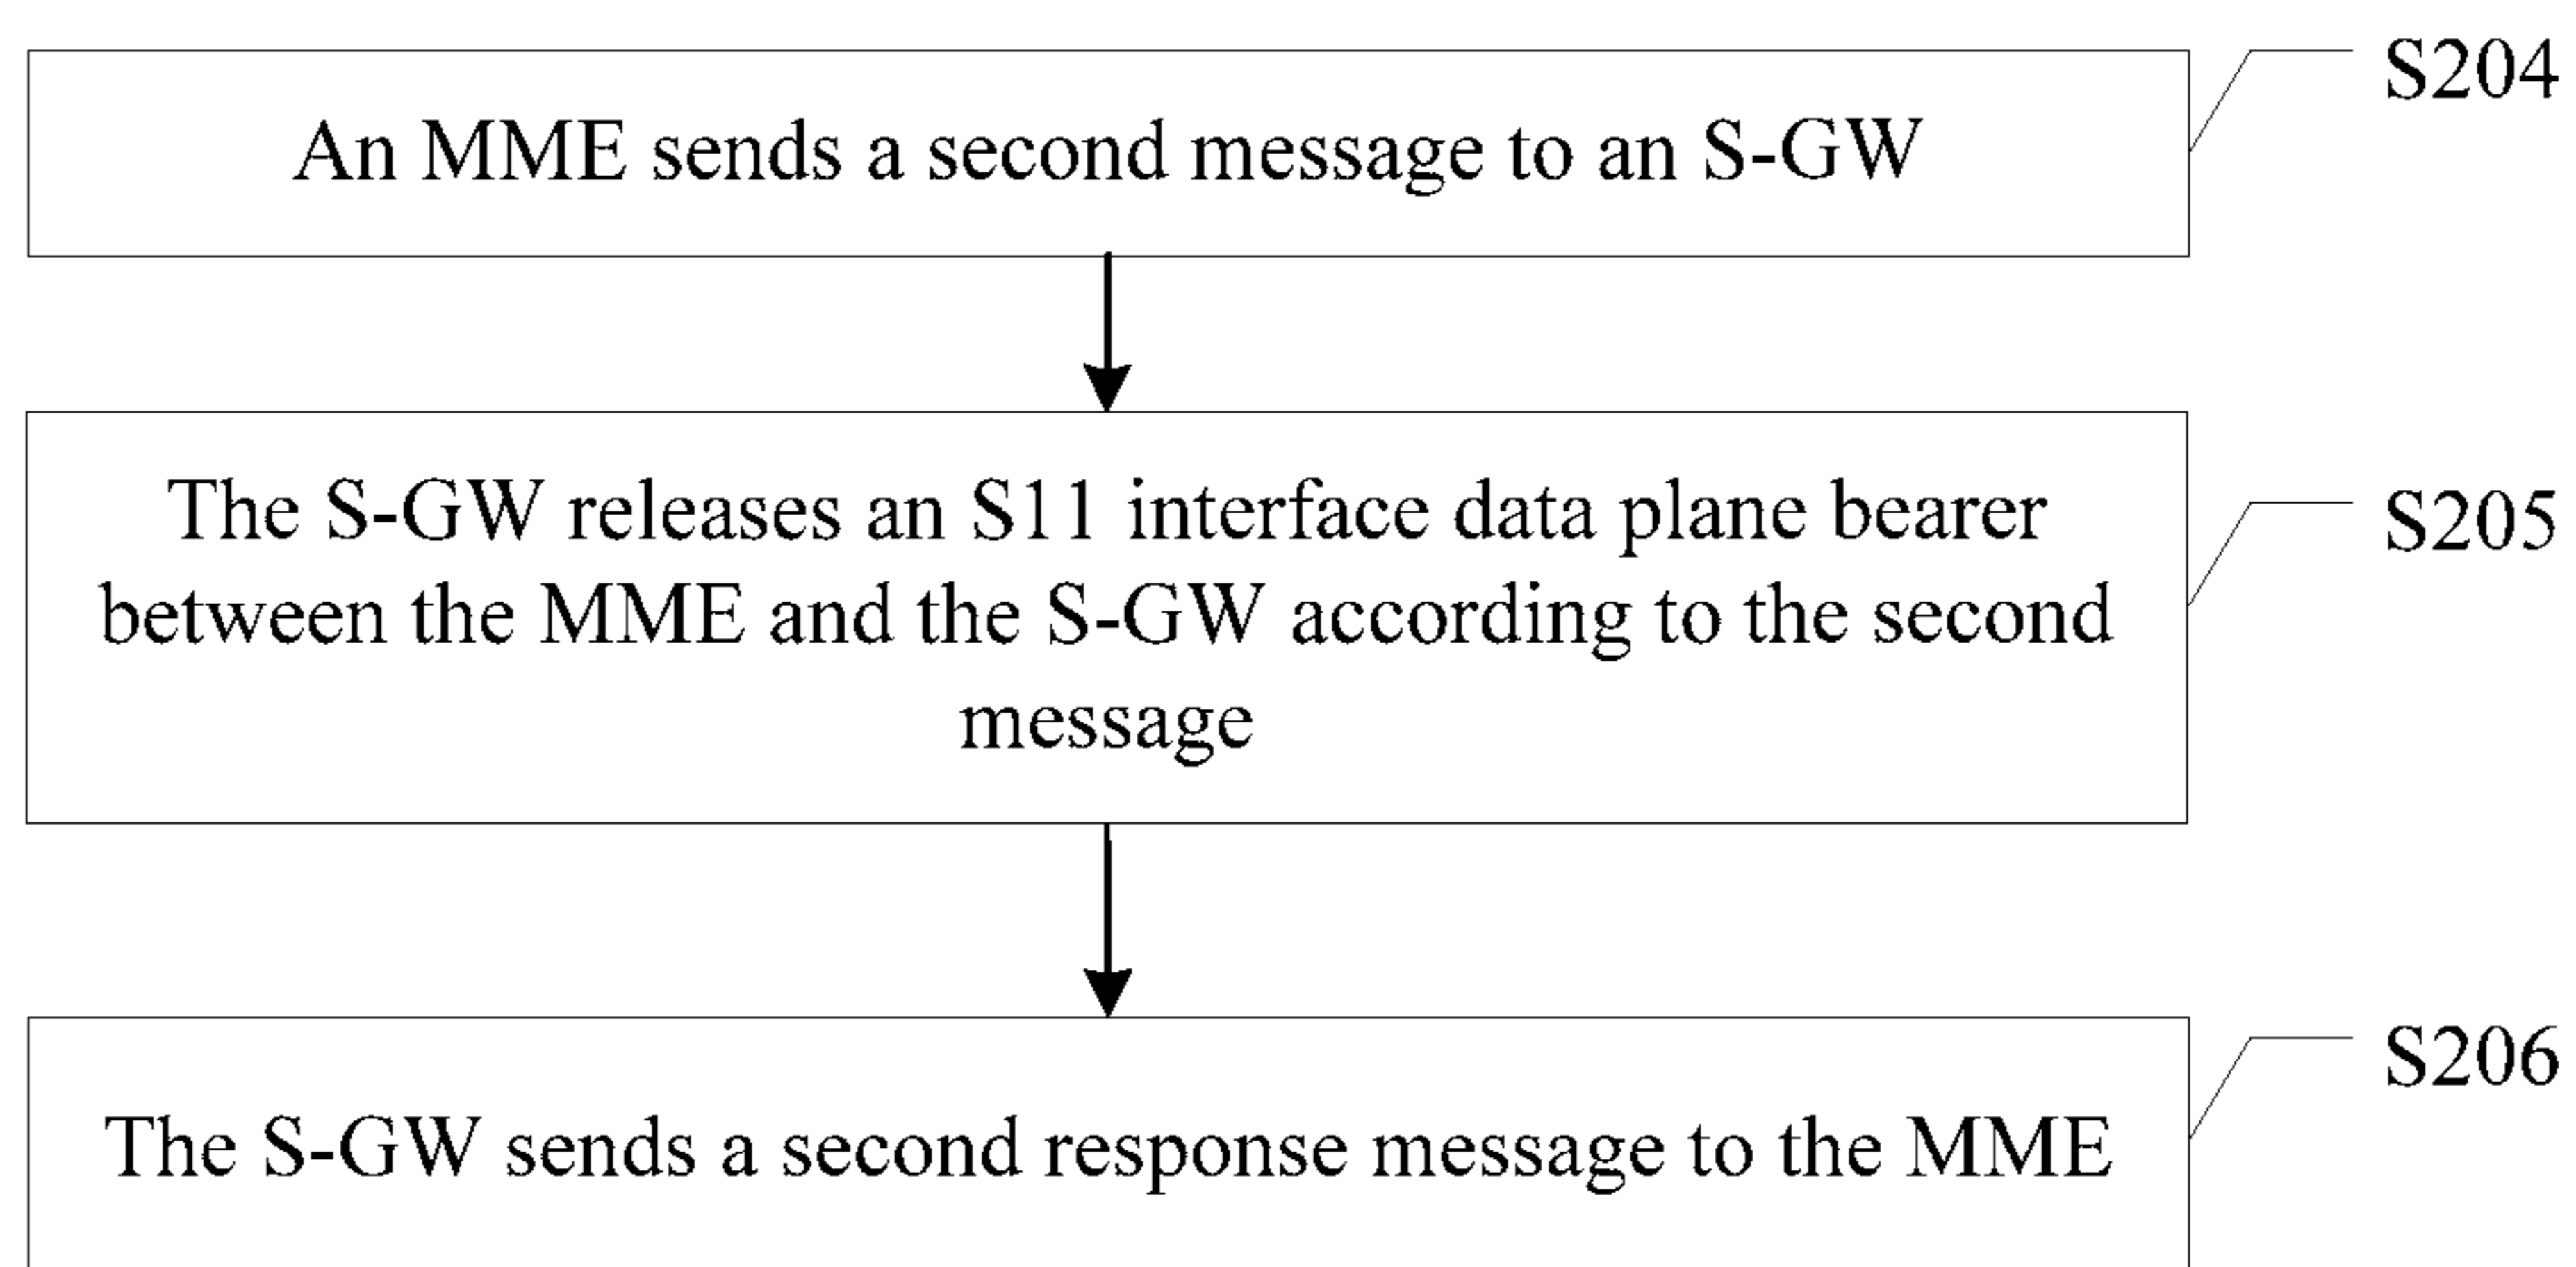 An MME sends a second message to an S-GW
S204
The S-GW releases an S11 interface data plane bearer
between the MME and the S-GW according to the second
message
S205
The S-GW sends a second response message to the MME
S206